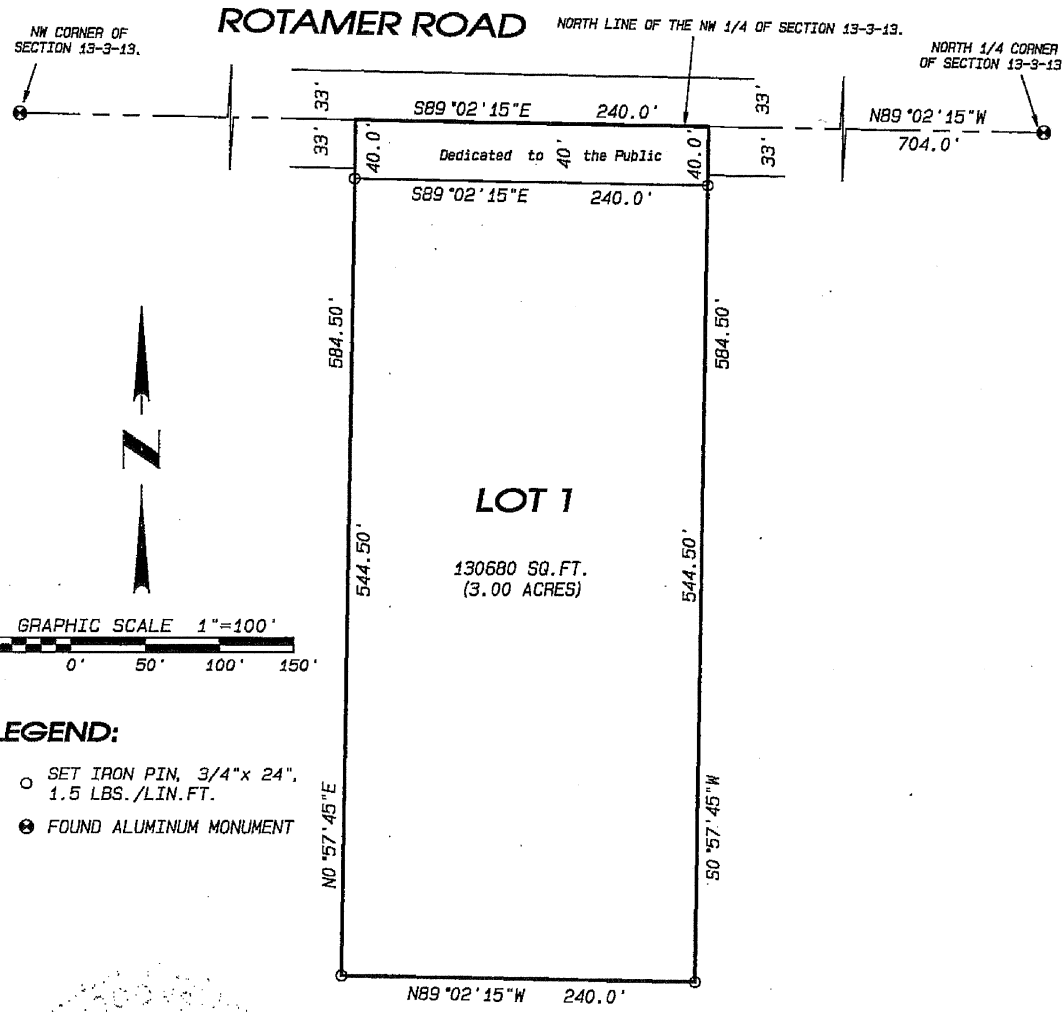 ROTAMER ROAD
NW CORNER OF
SECTION 13-3-13.
NORTH LINE OF THE NW 1/4 OF SECTION 13-3-13.
NORTH 1/4 CORNER
OF SECTION 13-3-13
33'
33'
S89°02'15"E 240.0'
33'
33'
N89°02'15"W
704.0'
40.0'
Dedicated to 40' the Public
40.0'
S89°02'15"E 240.0'
584.50'
584.50'
N
LOT 1
130680 SQ.FT.
(3.00 ACRES)
544.50'
544.50'
GRAPHIC SCALE 1"=100'
0' 50' 100' 150'
LEGEND:
SET IRON PIN, 3/4"x 24",
1.5 LBS./LIN.FT.
FOUND ALUMINUM MONUMENT
N0°57'45"E
S0°57'45"W
N89°02'15"W 240.0'